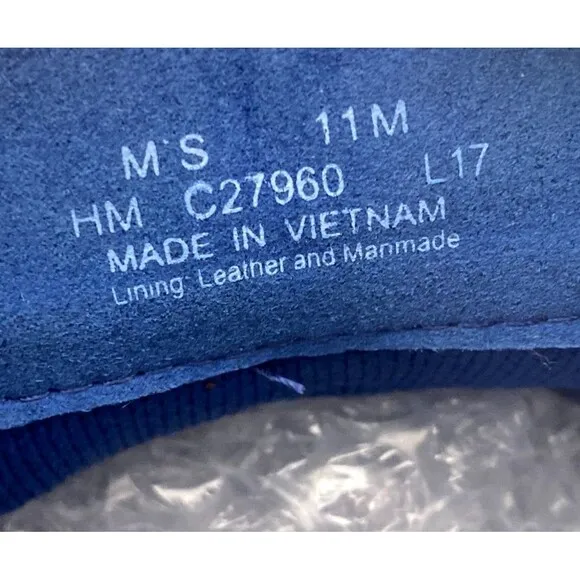 M'S 11M
HM C27960 L17
MADE IN VIETNAM
Lining: Leather and Manmade